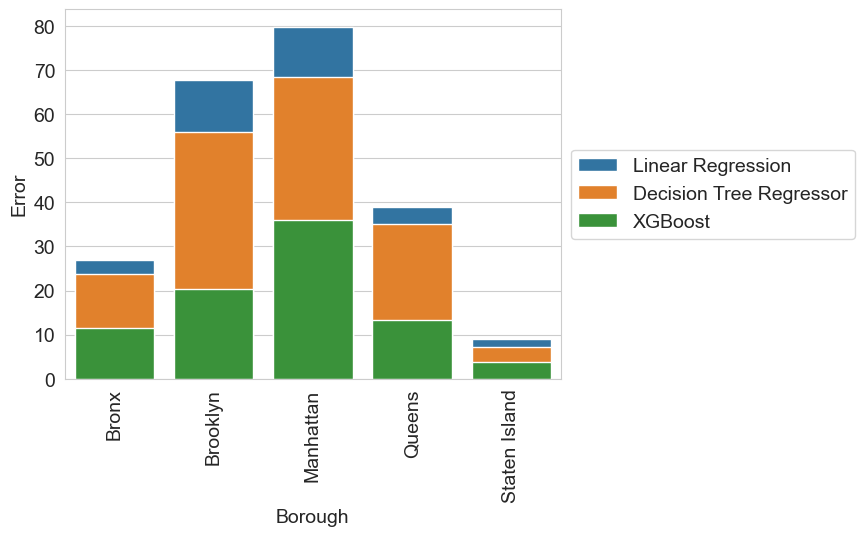 80
70
60
50
40
30
20
10
0
Error
Bronx
Brooklyn
Manhattan
Queens
Staten Island
Borough
Linear Regression
Decision Tree Regressor
XGBoost